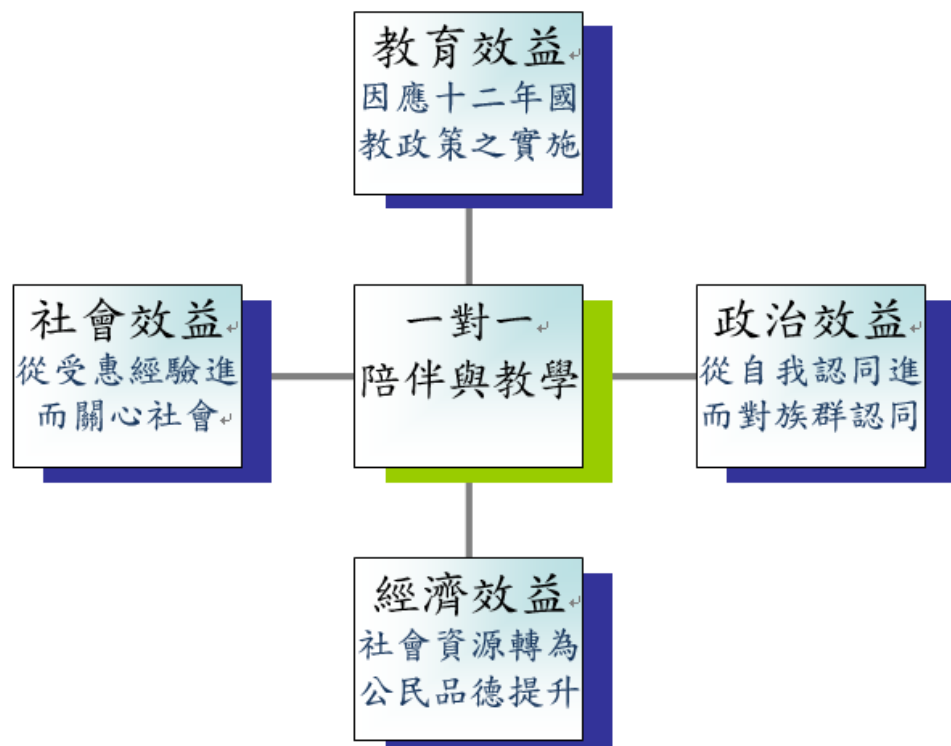 教育效益
因應十二年國
教政策之實施
社會效益
從受惠經驗進
而關心社會
一對一
陪伴與教學
政治效益
從自我認同進
而對族群認同
經濟效益
社會資源轉為
公民品德提升